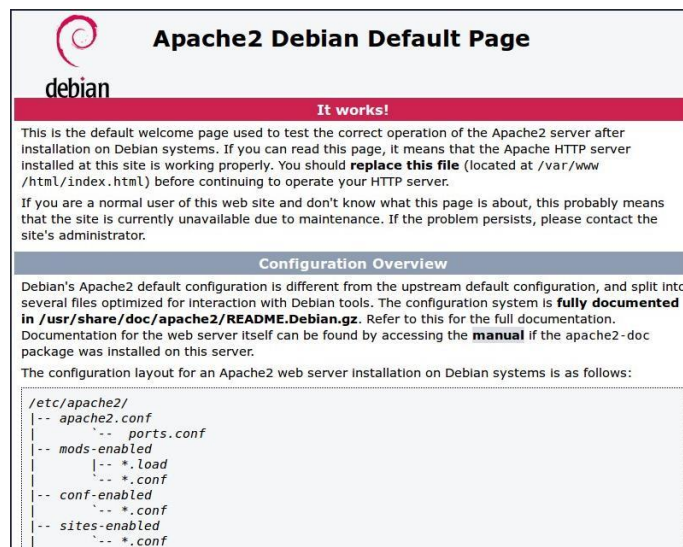 debian
Apache2 Debian Default Page
It works!
This is the default welcome page used to test the correct operation of the Apache2 server after
installation on Debian systems. If you can read this page, it means that the Apache HTTP server
installed at this site is working properly. You should replace this file (located at /var/www
/html/index.html) before continuing to operate your HTTP server.
If you are a normal user of this web site and don't know what this page is about, this probably means
that the site is currently unavailable due to maintenance. If the problem persists, please contact the
site's administrator.
Configuration Overview
Debian's Apache2 default configuration is different from the upstream default configuration, and split into
several files optimized for interaction with Debian tools. The configuration system is fully documented
in /usr/share/doc/apache2/README.Debian.gz. Refer to this for the full documentation.
Documentation for the web server itself can be found by accessing the manual if the apache2-doc
package was installed on this server.
The configuration layout for an Apache2 web server installation on Debian systems is as follows:
/etc/apache2/
|-- apache2.conf
|       `--  ports.conf
|-- mods-enabled
|       |-- *.load
|       `-- *.conf
|-- conf-enabled
|       `-- *.conf
|-- sites-enabled
|       `-- *.conf